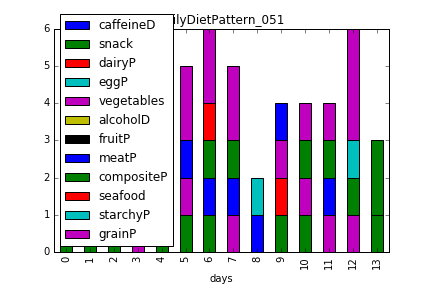 ilyDietPattern_051
caffeineD
snack
dairyP
eggP
vegetables
alcoholD
fruitP
meatP
compositeP
seafood
starchyP
grainP
6
5
4
3
2
1
0
0 1 2 3 4 5 6 7 8 9 10 11 12 13
days